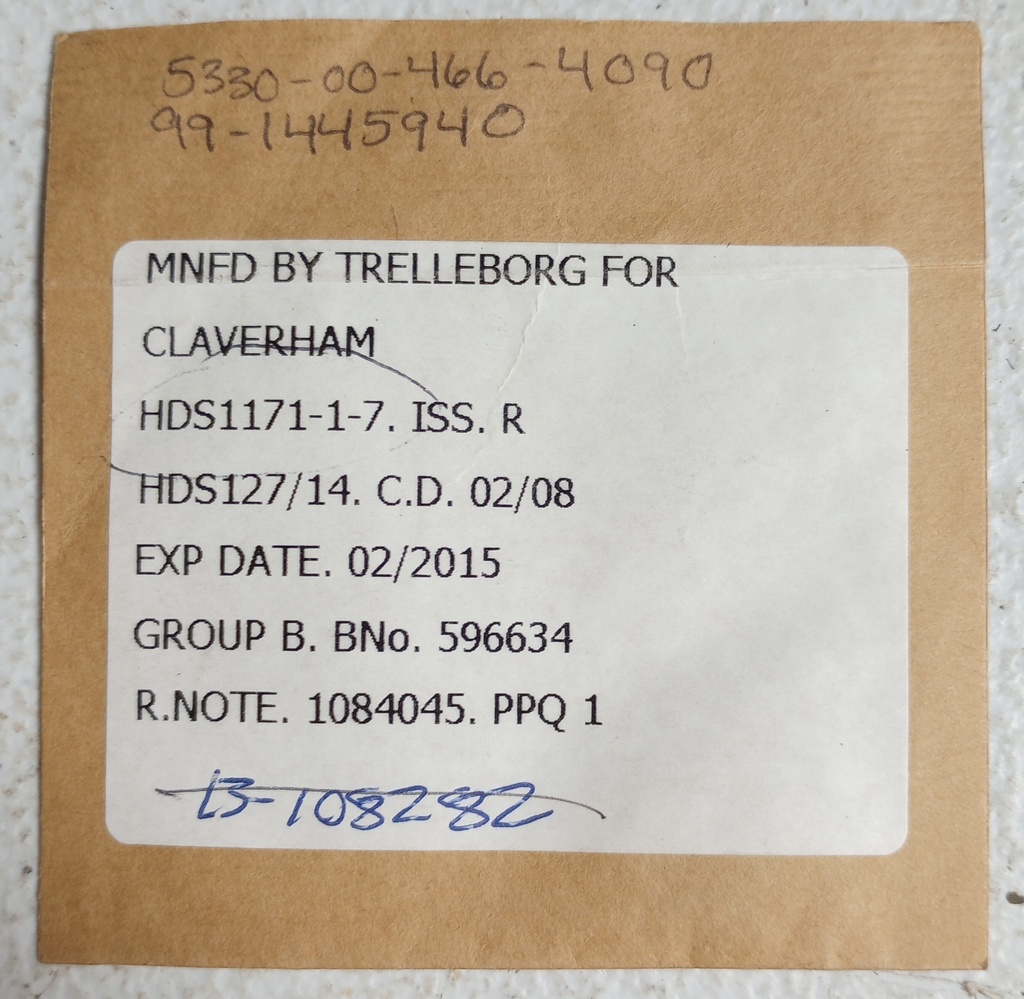 5330-00-466-4090
99-1445940
MNFD BY TRELLEBORG FOR
CLAVERHAM
HDS1171-1-7. ISS. R
HDS127/14. C.D. 02/08
EXP DATE. 02/2015
GROUP B. BNo. 596634
R.NOTE. 1084045. PPQ 1
13-108282